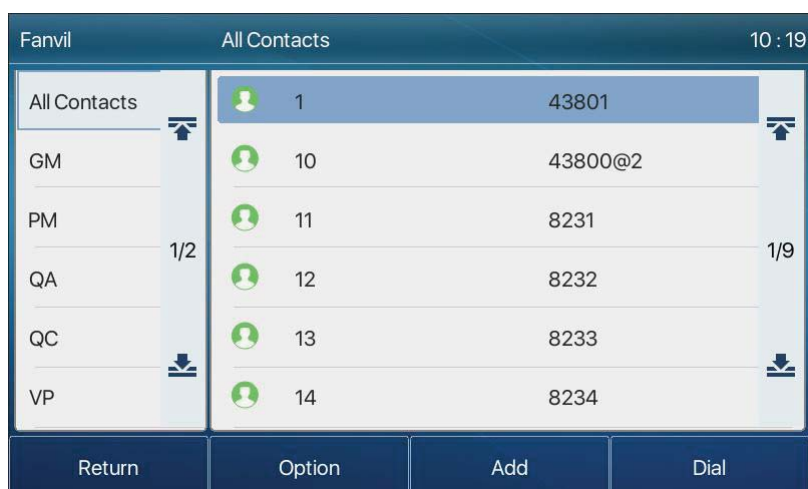 Fanvil All Contacts 10 : 19
All Contacts 1 43801
GM 10 43800@2
PM 11 8231
1/2 1/9
QA 12 8232
QC 13 8233
VP 14 8234
Return Option Add Dial